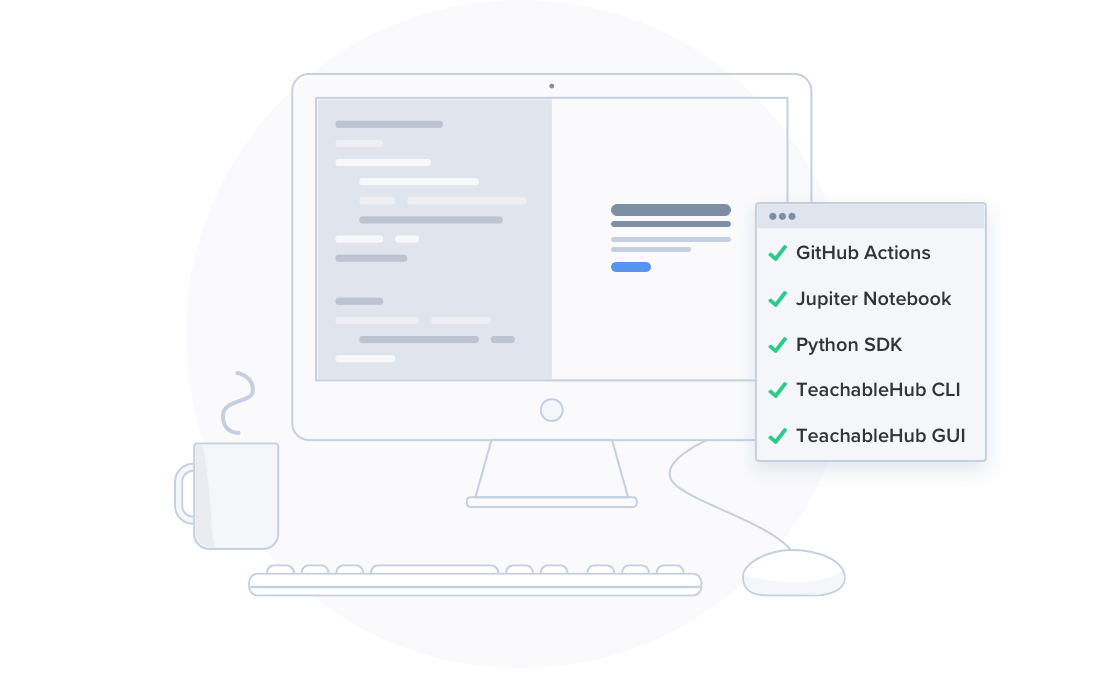 GitHub Actions
Jupiter Notebook
Python SDK
TeachableHub CLI
TeachableHub GUI